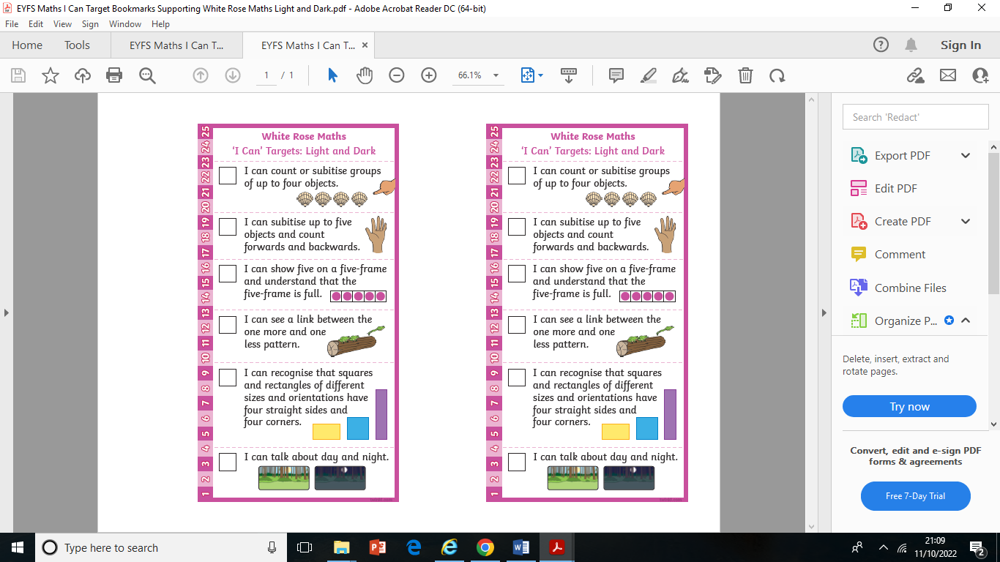 EYFS Maths I Can Target Bookmarks Supporting White Rose Maths Light and Dark.pdf - Adobe Acrobat Reader DC (64-bit)
File Edit View Sign Window Help
Home Tools EYFS Maths I Can T... EYFS Maths I Can T... × Sign In
1 / 1 66.1%
White Rose Maths
‘I Can’ Targets: Light and Dark
I can count or subitise groups
of up to four objects.
I can subitise up to five
objects and count
forwards and backwards.
I can show five on a five-frame
and understand that the
five-frame is full.
I can see a link between the
one more and one
less pattern.
I can recognise that squares
and rectangles of different
sizes and orientations have
four straight sides and
four corners.
I can talk about day and night.
25
24
23
22
21
20
19
18
17
16
15
14
13
12
11
10
9
8
7
6
5
4
3
2
1
White Rose Maths
‘I Can’ Targets: Light and Dark
I can count or subitise groups
of up to four objects.
I can subitise up to five
objects and count
forwards and backwards.
I can show five on a five-frame
and understand that the
five-frame is full.
I can see a link between the
one more and one
less pattern.
I can recognise that squares
and rectangles of different
sizes and orientations have
four straight sides and
four corners.
I can talk about day and night.
25
24
23
22
21
20
19
18
17
16
15
14
13
12
11
10
9
8
7
6
5
4
3
2
1
Search 'Redact'
Export PDF
Edit PDF
Create PDF
Comment
Combine Files
Organize P...
Delete, insert, extract and
rotate pages.
Try now
Convert, edit and e-sign PDF
forms & agreements
Free 7-Day Trial
Type here to search
21:09
11/10/2022
2